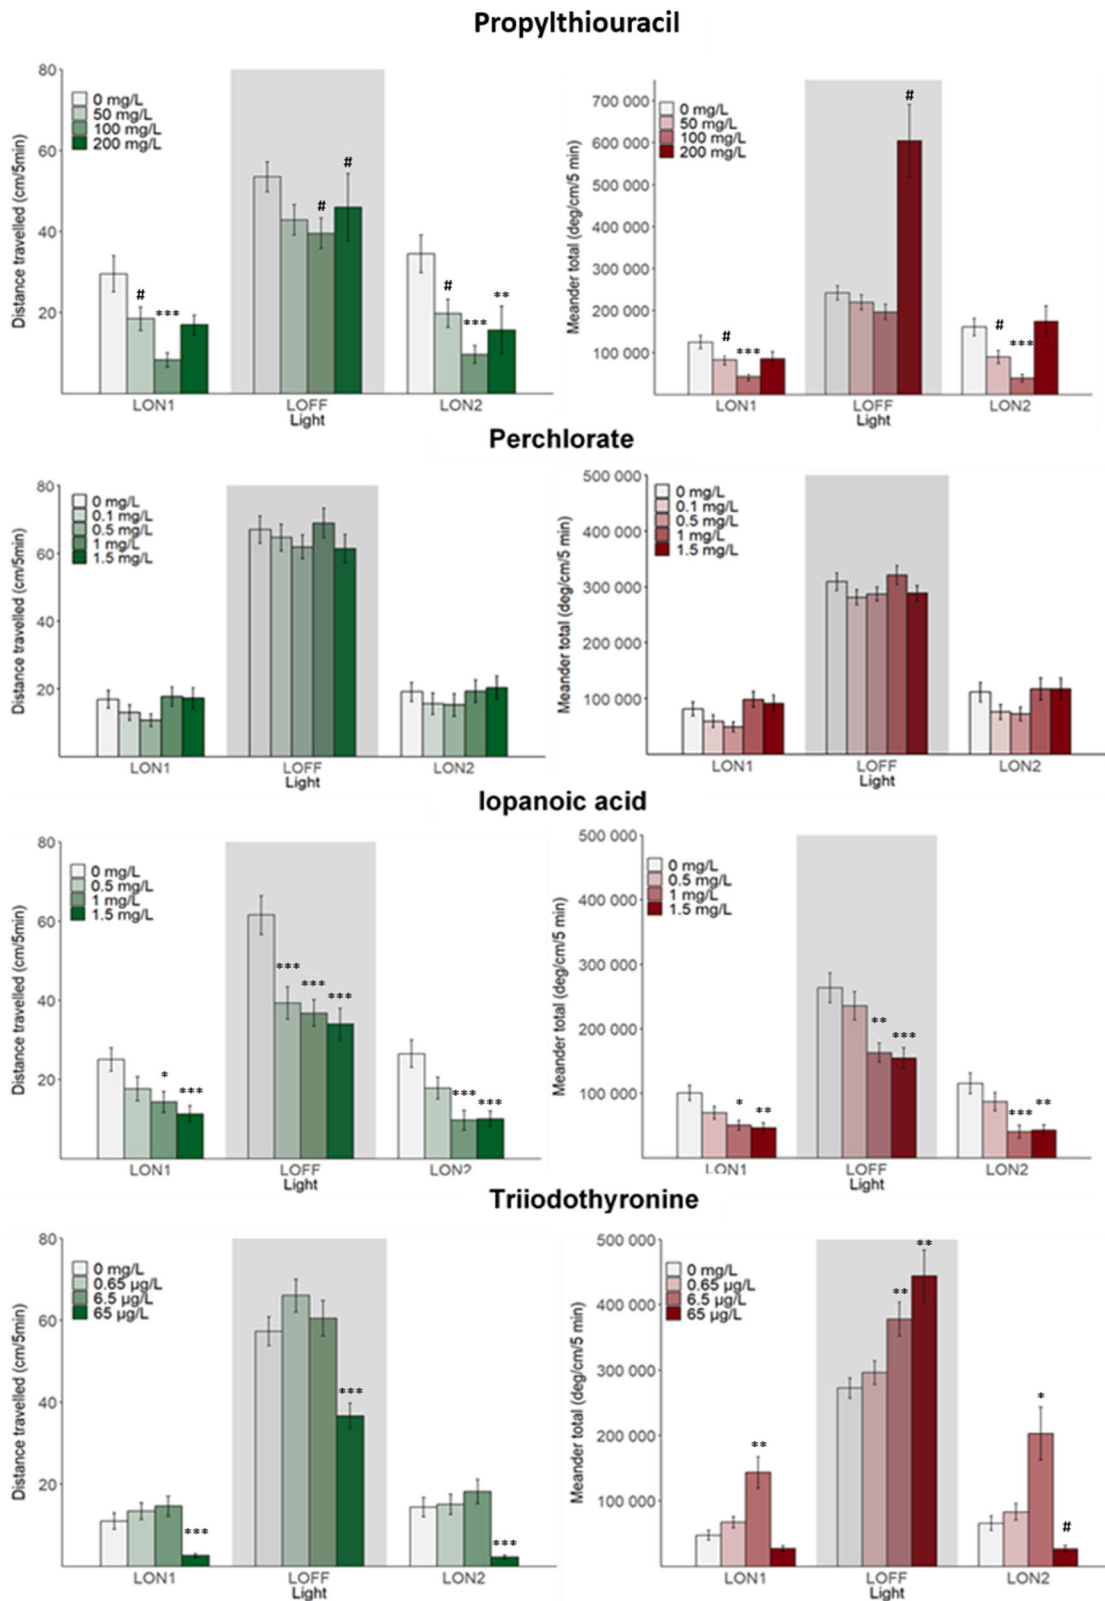 Propylthiouracil
Distance travelled (cm/5min)
80
60
40
20
0 mg/L
50 mg/L
100 mg/L
200 mg/L
#
***
#
#
#
***
**
LON1
LOFF
LON2
Light
Meander total (deg/cm/5 min)
700 000
600 000
500 000
400 000
300 000
200 000
100 000
0 mg/L
50 mg/L
100 mg/L
200 mg/L
#
***
#
#
***
LON1
LOFF
LON2
Light
Perchlorate
Distance travelled (cm/5min)
80
60
40
20
0 mg/L
0.1 mg/L
0.5 mg/L
1 mg/L
1.5 mg/L
LON1
LOFF
LON2
Light
Meander total (deg/cm/5 min)
500 000
400 000
300 000
200 000
100 000
0 mg/L
0.1 mg/L
0.5 mg/L
1 mg/L
1.5 mg/L
LON1
LOFF
LON2
Light
Iopanoic acid
Distance travelled (cm/5min)
80
60
40
20
0 mg/L
0.5 mg/L
1 mg/L
1.5 mg/L
*
***
***
***
***
***
***
LON1
LOFF
LON2
Light
Meander total (deg/cm/5 min)
500 000
400 000
300 000
200 000
100 000
0 mg/L
0.5 mg/L
1 mg/L
1.5 mg/L
*
**
**
***
***
**
LON1
LOFF
LON2
Light
Triiodothyronine
Distance travelled (cm/5min)
80
60
40
20
0 mg/L
0.65 µg/L
6.5 µg/L
65 µg/L
***
***
***
LON1
LOFF
LON2
Light
Meander total (deg/cm/5 min)
500 000
400 000
300 000
200 000
100 000
0 mg/L
0.65 µg/L
6.5 µg/L
65 µg/L
**
**
**
*
#
LON1
LOFF
LON2
Light